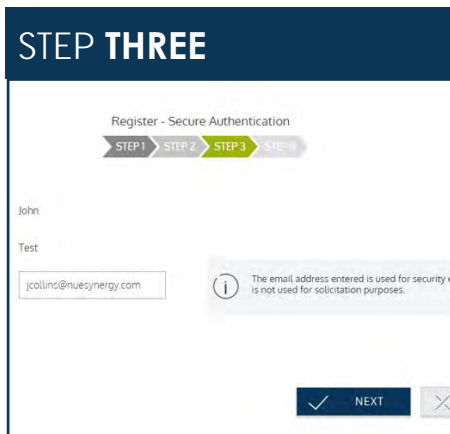 STEP THREE
Register - Secure Authentication
STEP 1 STEP 2 STEP 3
John
Test
jcollins@nuesynergy.com
The email address entered is used for security
is not used for solicitation purposes.
NEXT